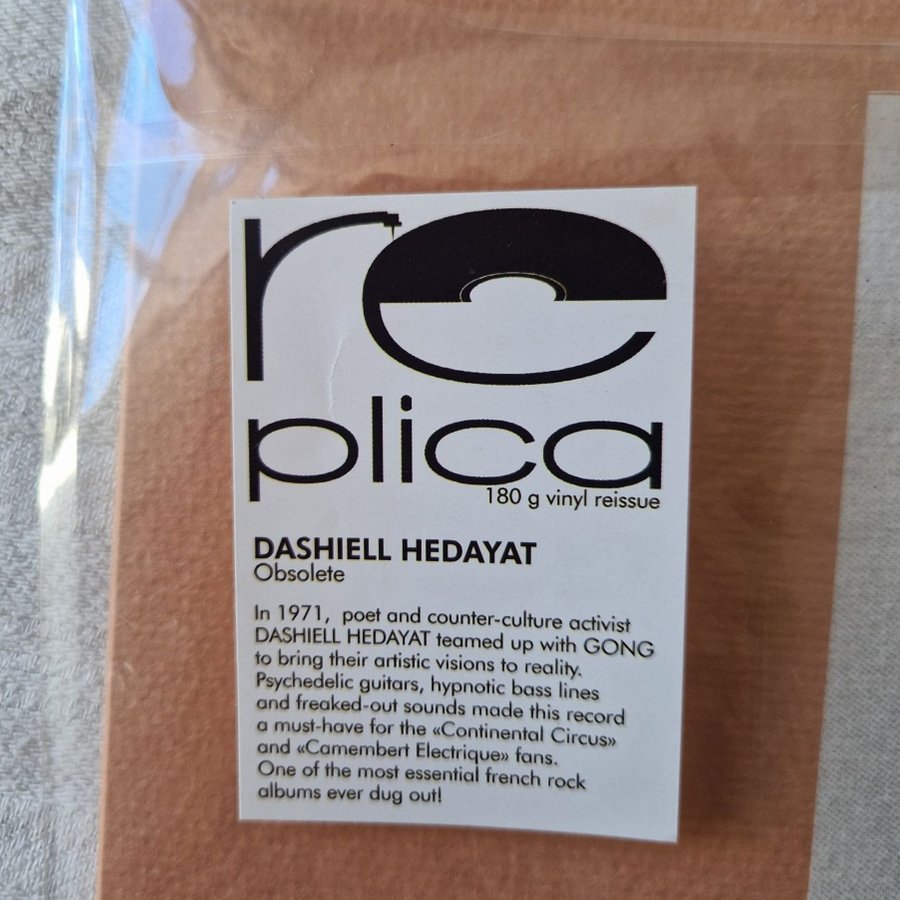 re
plica
180 g vinyl reissue
DASHIELL HEDAYAT
Obsolete
In 1971, poet and counter-culture activist
DASHIELL HEDAYAT teamed up with GONG
to bring their artistic visions to reality.
Psychedelic guitars, hypnotic bass lines
and freaked-out sounds made this record
a must-have for the «Continental Circus»
and «Camembert Electrique» fans.
One of the most essential french rock
albums ever dug out!